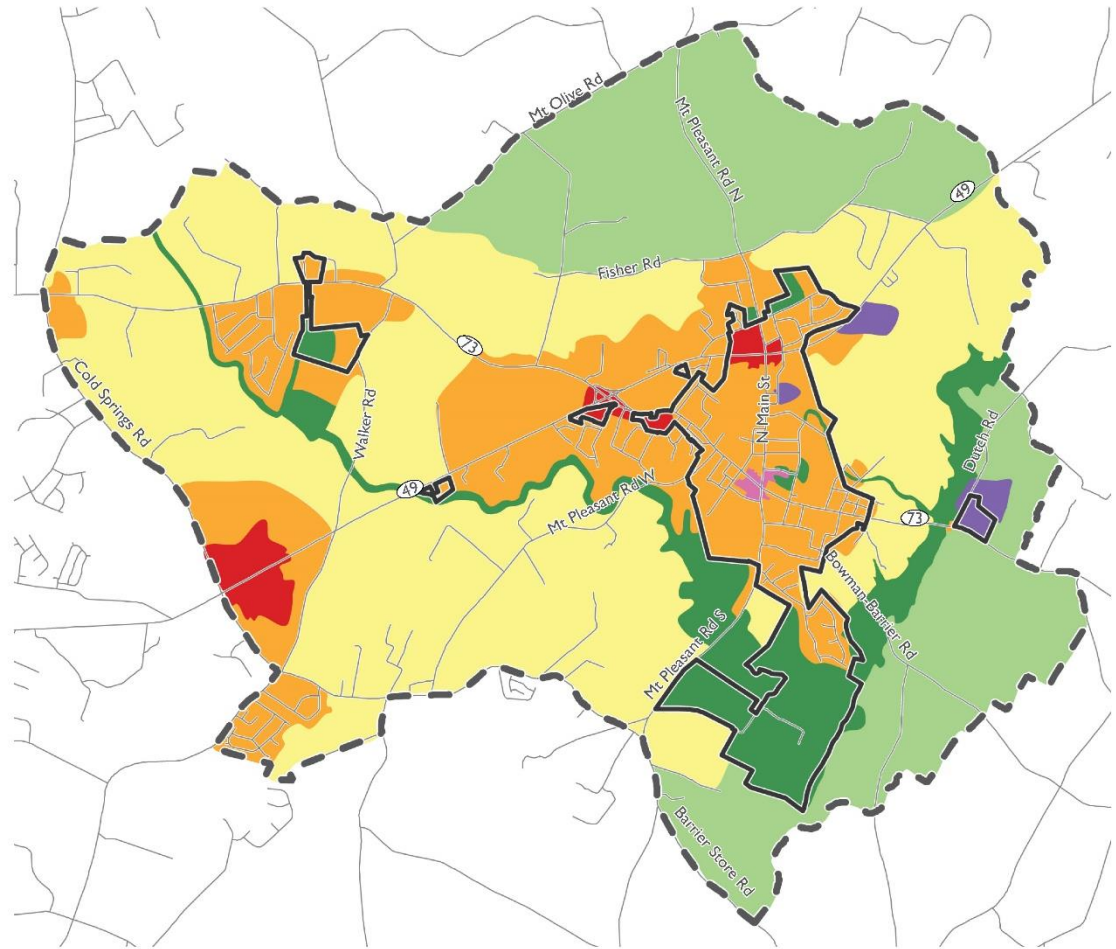 Mt Olive Rd
Mt Pleasant Rd N
49
Fisher Rd
73
Cold Springs Rd
Walker Rd
N Main St
Dutch Rd
49
Mt Pleasant Rd W
73
Bowman-Barrier Rd
Mt Pleasant Rd S
Barrier Store Rd